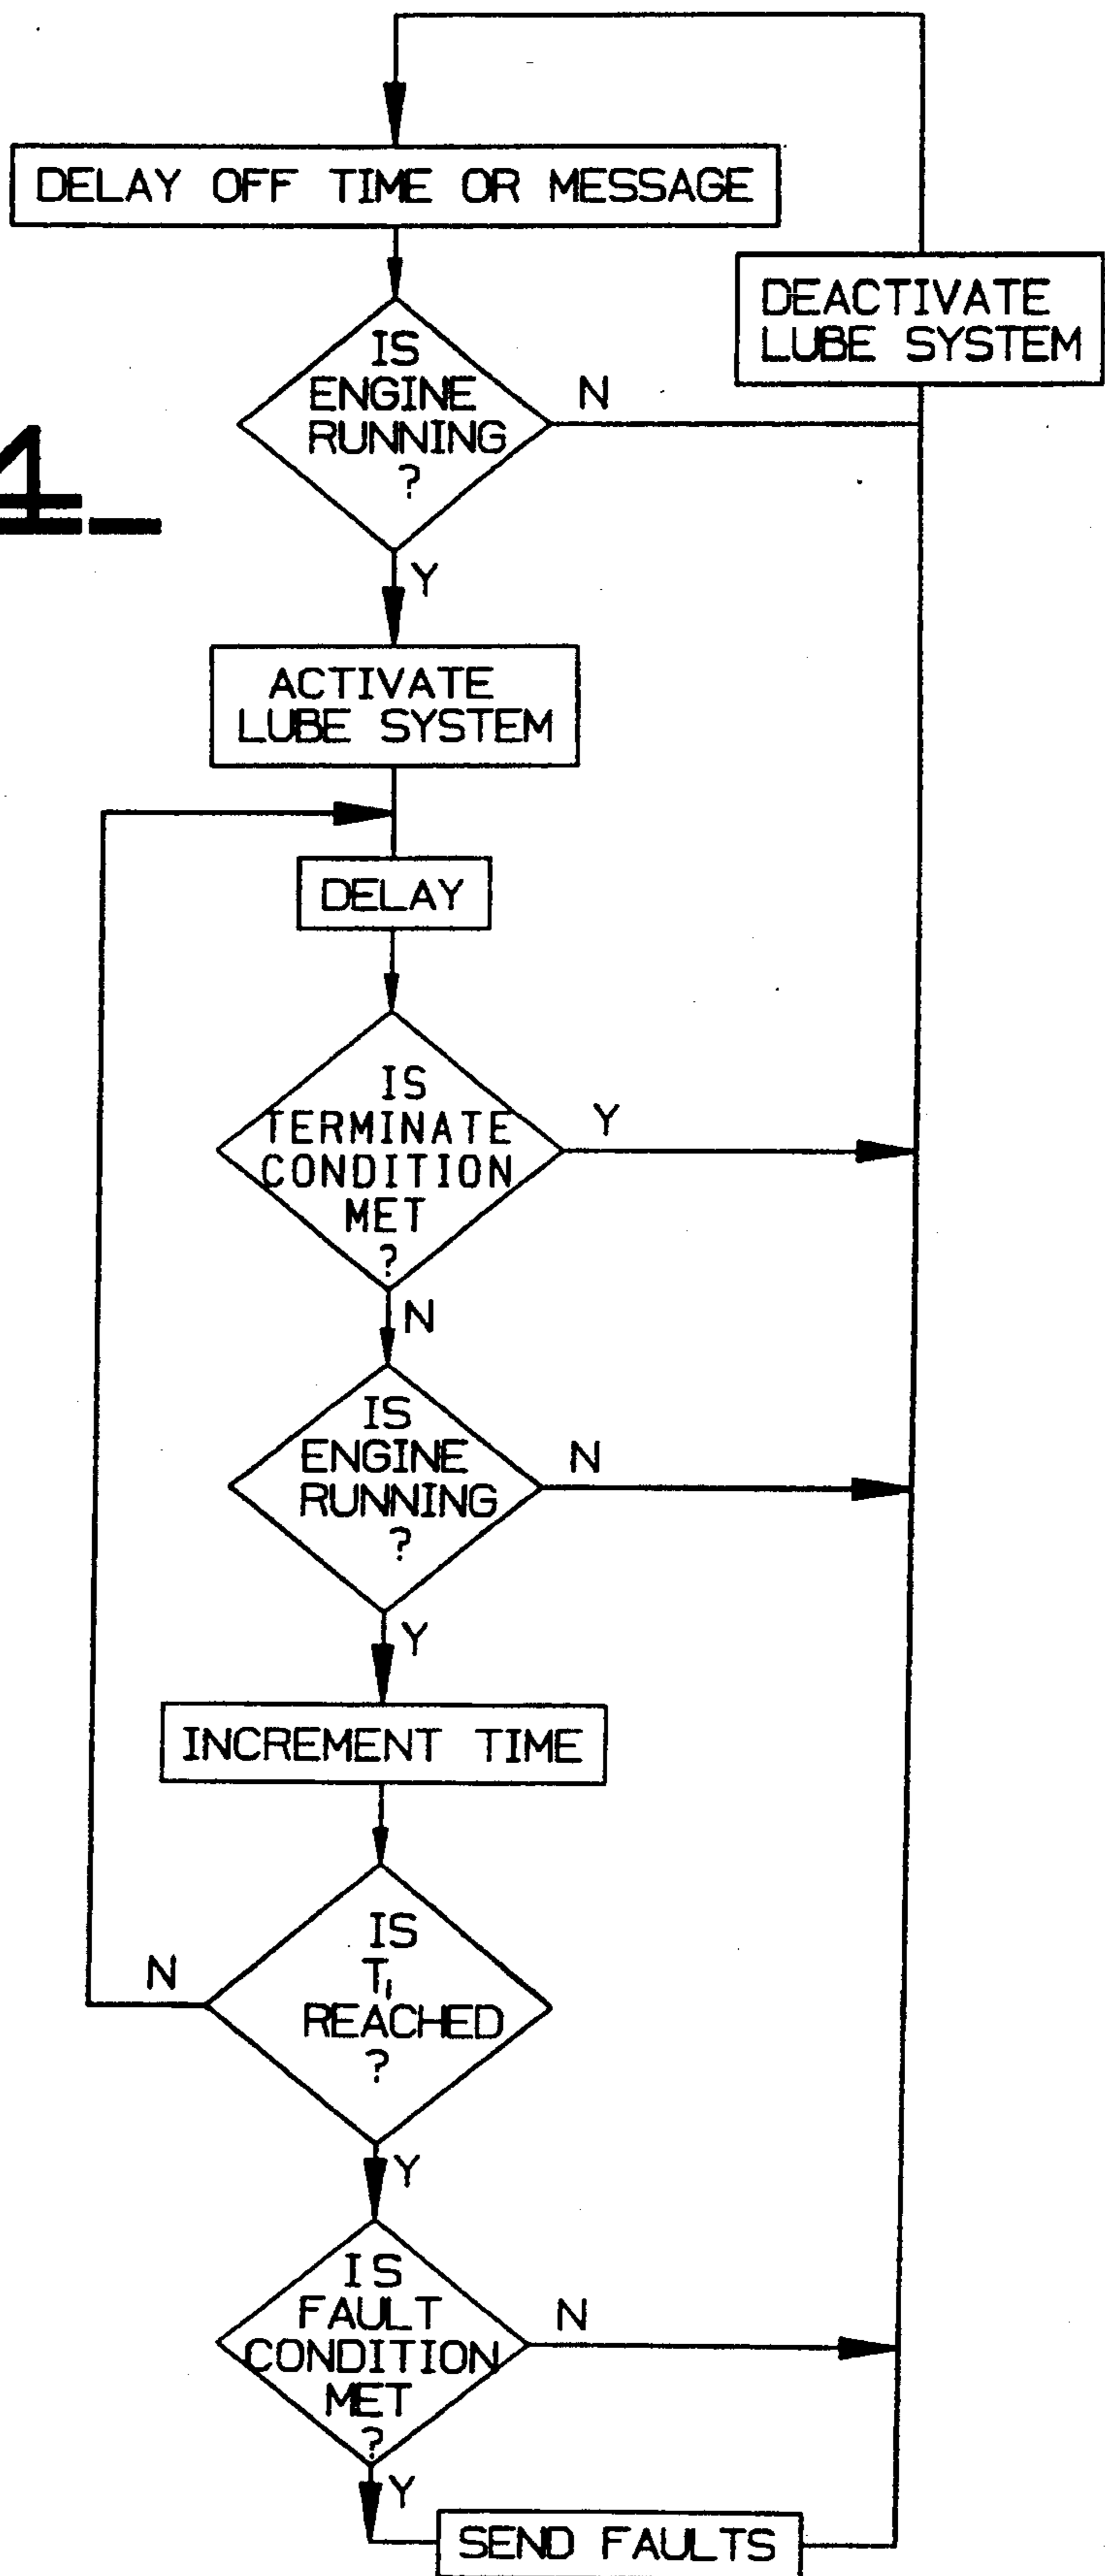 DELAY OFF TIME OR MESSAGE
DEACTIVATE
LUBE SYSTEM
IS
ENGINE
RUNNING
?
N
4
Y
ACTIVATE
LUBE SYSTEM
DELAY
IS
TERMINATE
CONDITION
MET
?
Y
N
IS
ENGINE
RUNNING
?
N
Y
INCREMENT TIME
IS
T₁
REACHED
?
N
Y
IS
FAULT
CONDITION
MET
?
N
Y
SEND FAULTS